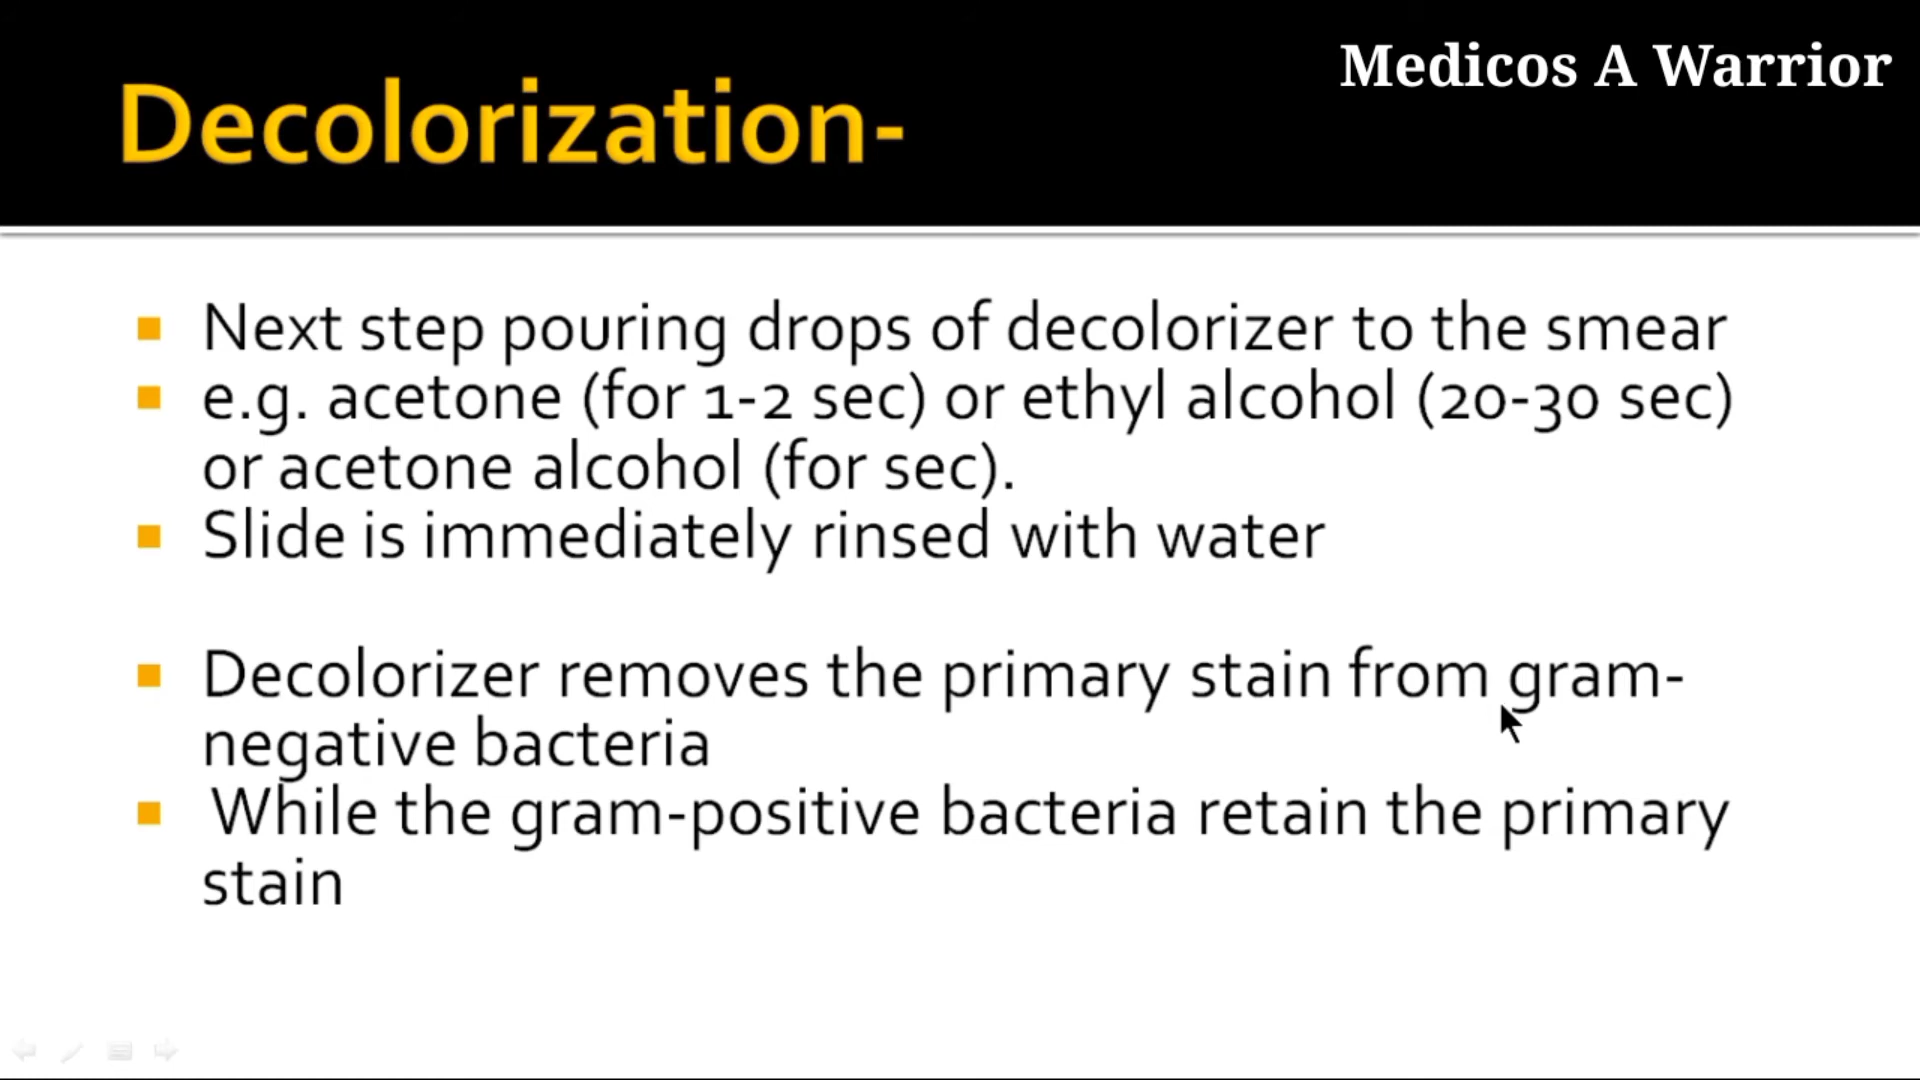 Medicos A Warrior
Decolorization-
Next step pouring drops of decolorizer to the smear
e.g. acetone (for 1-2 sec) or ethyl alcohol (20-30 sec)
or acetone alcohol (for sec).
Slide is immediately rinsed with water
Decolorizer removes the primary stain from gram-
negative bacteria
While the gram-positive bacteria retain the primary
stain